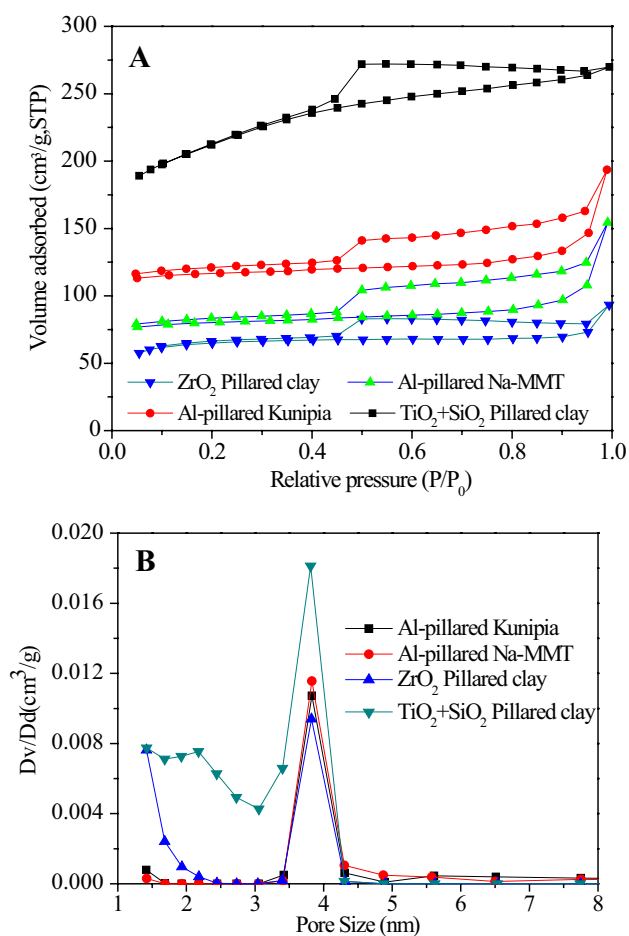 A
300
250
200
150
100
50
0
Volume adsorbed (cm³/g,STP)
ZrO₂ Pillared clay
Al-pillared Na-MMT
Al-pillared Kunipia
TiO₂+SiO₂ Pillared clay
0.0 0.2 0.4 0.6 0.8 1.0
Relative pressure (P/P₀)
B
0.020
0.016
0.012
0.008
0.004
0.000
Dv/Dd(cm³/g)
Al-pillared Kunipia
Al-pillared Na-MMT
ZrO₂ Pillared clay
TiO₂+SiO₂ Pillared clay
1 2 3 4 5 6 7 8
Pore Size (nm)